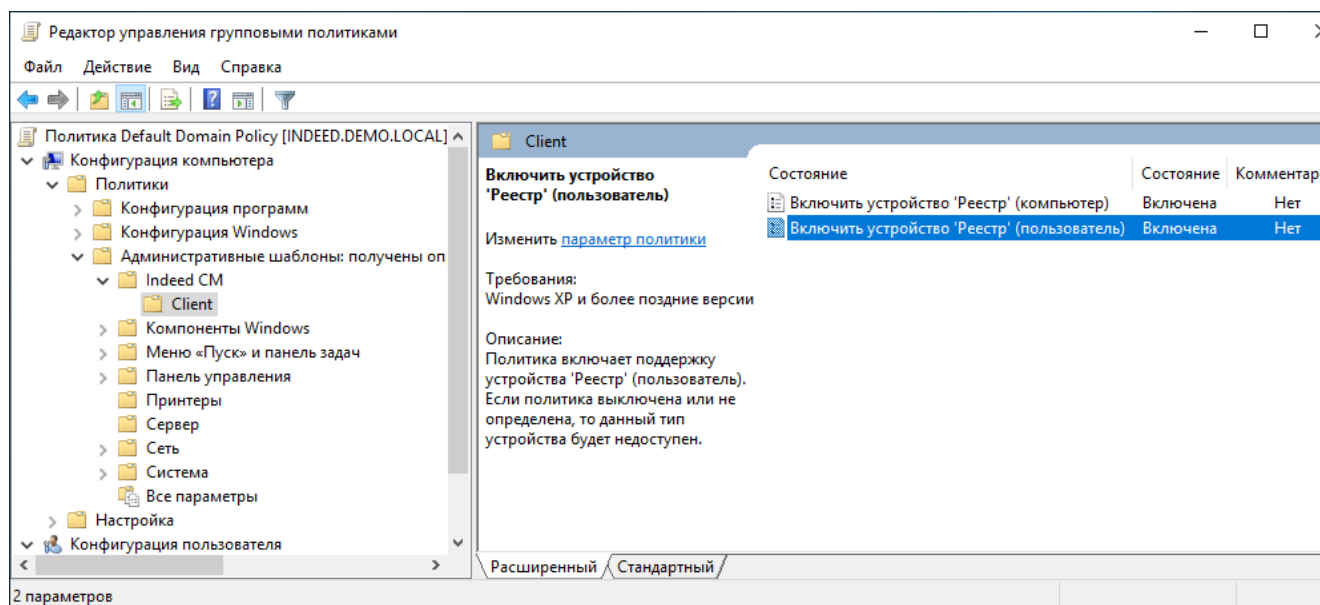 Редактор управления групповыми политиками
Файл Действие Вид Справка
Политика Default Domain Policy [INDEED.DEMO.LOCAL]
Конфигурация компьютера
Политики
Конфигурация программ
Конфигурация Windows
Административные шаблоны: получены оп
Indeed CM
Client
Компоненты Windows
Меню «Пуск» и панель задач
Панель управления
Принтеры
Сервер
Сеть
Система
Все параметры
Настройка
Конфигурация пользователя
Client
Включить устройство
'Реестр' (пользователь)
Изменить параметр политики
Требования:
Windows XP и более поздние версии
Описание:
Политика включает поддержку
устройства 'Реестр' (пользователь).
Если политика выключена или не
определена, то данный тип
устройства будет недоступен.
Состояние Состояние Комментар
Включить устройство 'Реестр' (компьютер) Включена Нет
Включить устройство 'Реестр' (пользователь) Включена Нет
Расширенный Стандартный
2 параметров